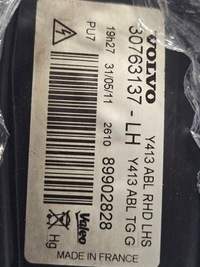 VOLVO
30763137 - LH
Y413 ABL RHD LHS
Y413 ABL TG G
PU7
19h27 31/05/11 2610
89902828
Hg
Valeo
MADE IN FRANCE